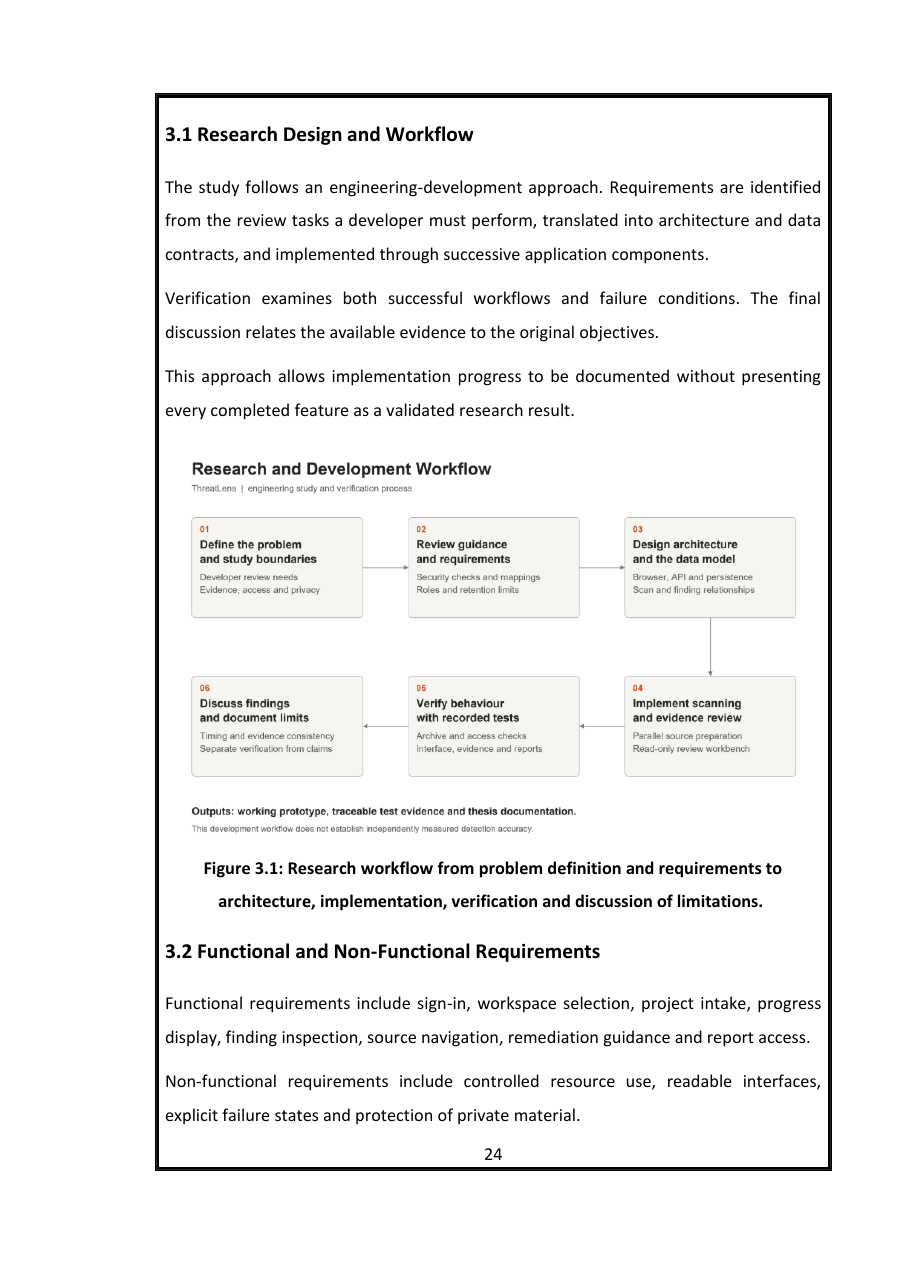 3.1 Research Design and Workflow
The study follows an engineering-development approach. Requirements are identified
from the review tasks a developer must perform, translated into architecture and data
contracts, and implemented through successive application components.
Verification examines both successful workflows and failure conditions. The final
discussion relates the available evidence to the original objectives.
This approach allows implementation progress to be documented without presenting
every completed feature as a validated research result.
Research and Development Workflow
ThreatLens | engineering study and verification process
01
Define the problem
and study boundaries
Developer review needs
Evidence, access and privacy
02
Review guidance
and requirements
Security checks and mappings
Roles and retention limits
03
Design architecture
and the data model
Browser, API and persistence
Scan and finding relationships
04
Implement scanning
and evidence review
Parallel source preparation
Read-only review workbench
05
Verify behaviour
with recorded tests
Archive and access checks
Interface, evidence and reports
06
Discuss findings
and document limits
Timing and evidence consistency
Separate verification from claims
Outputs: working prototype, traceable test evidence and thesis documentation.
This development workflow does not establish independently measured detection accuracy.
Figure 3.1: Research workflow from problem definition and requirements to
architecture, implementation, verification and discussion of limitations.
3.2 Functional and Non-Functional Requirements
Functional requirements include sign-in, workspace selection, project intake, progress
display, finding inspection, source navigation, remediation guidance and report access.
Non-functional requirements include controlled resource use, readable interfaces,
explicit failure states and protection of private material.
24